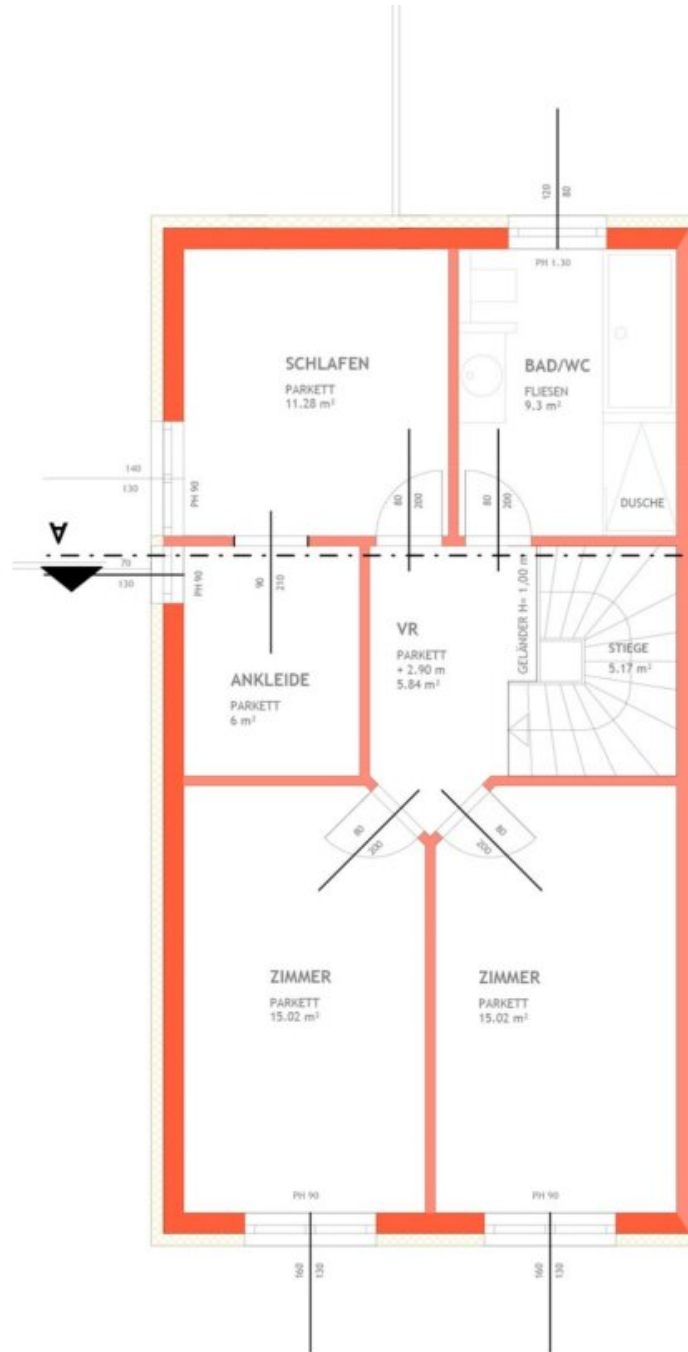 120
80
PH 1.30
SCHLAFEN
PARKETT
11.28 m²
BAD/WC
FLIESEN
9.3 m²
140
130
PH 90
80
200
80
200
DUSCHE
A
70
130
PH 90
90
210
VR
PARKETT
+ 2.90 m
5.84 m²
GELÄNDER H= 1,00 m
STIEGE
5.17 m²
ANKLEIDE
PARKETT
6 m²
80
200
80
200
ZIMMER
PARKETT
15.02 m²
ZIMMER
PARKETT
15.02 m²
PH 90
PH 90
160
130
160
130